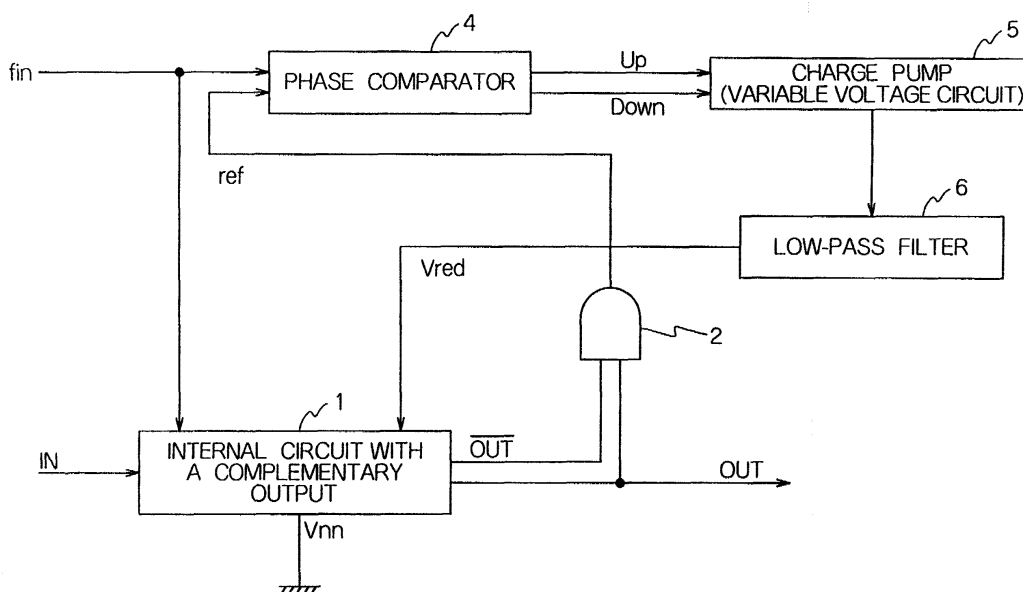 4
5
fin
PHASE COMPARATOR
Up
Down
CHARGE PUMP
(VARIABLE VOLTAGE CIRCUIT)
ref
6
LOW-PASS FILTER
Vred
2
1
IN
INTERNAL CIRCUIT WITH
A COMPLEMENTARY
OUTPUT
OUT
OUT
Vnn